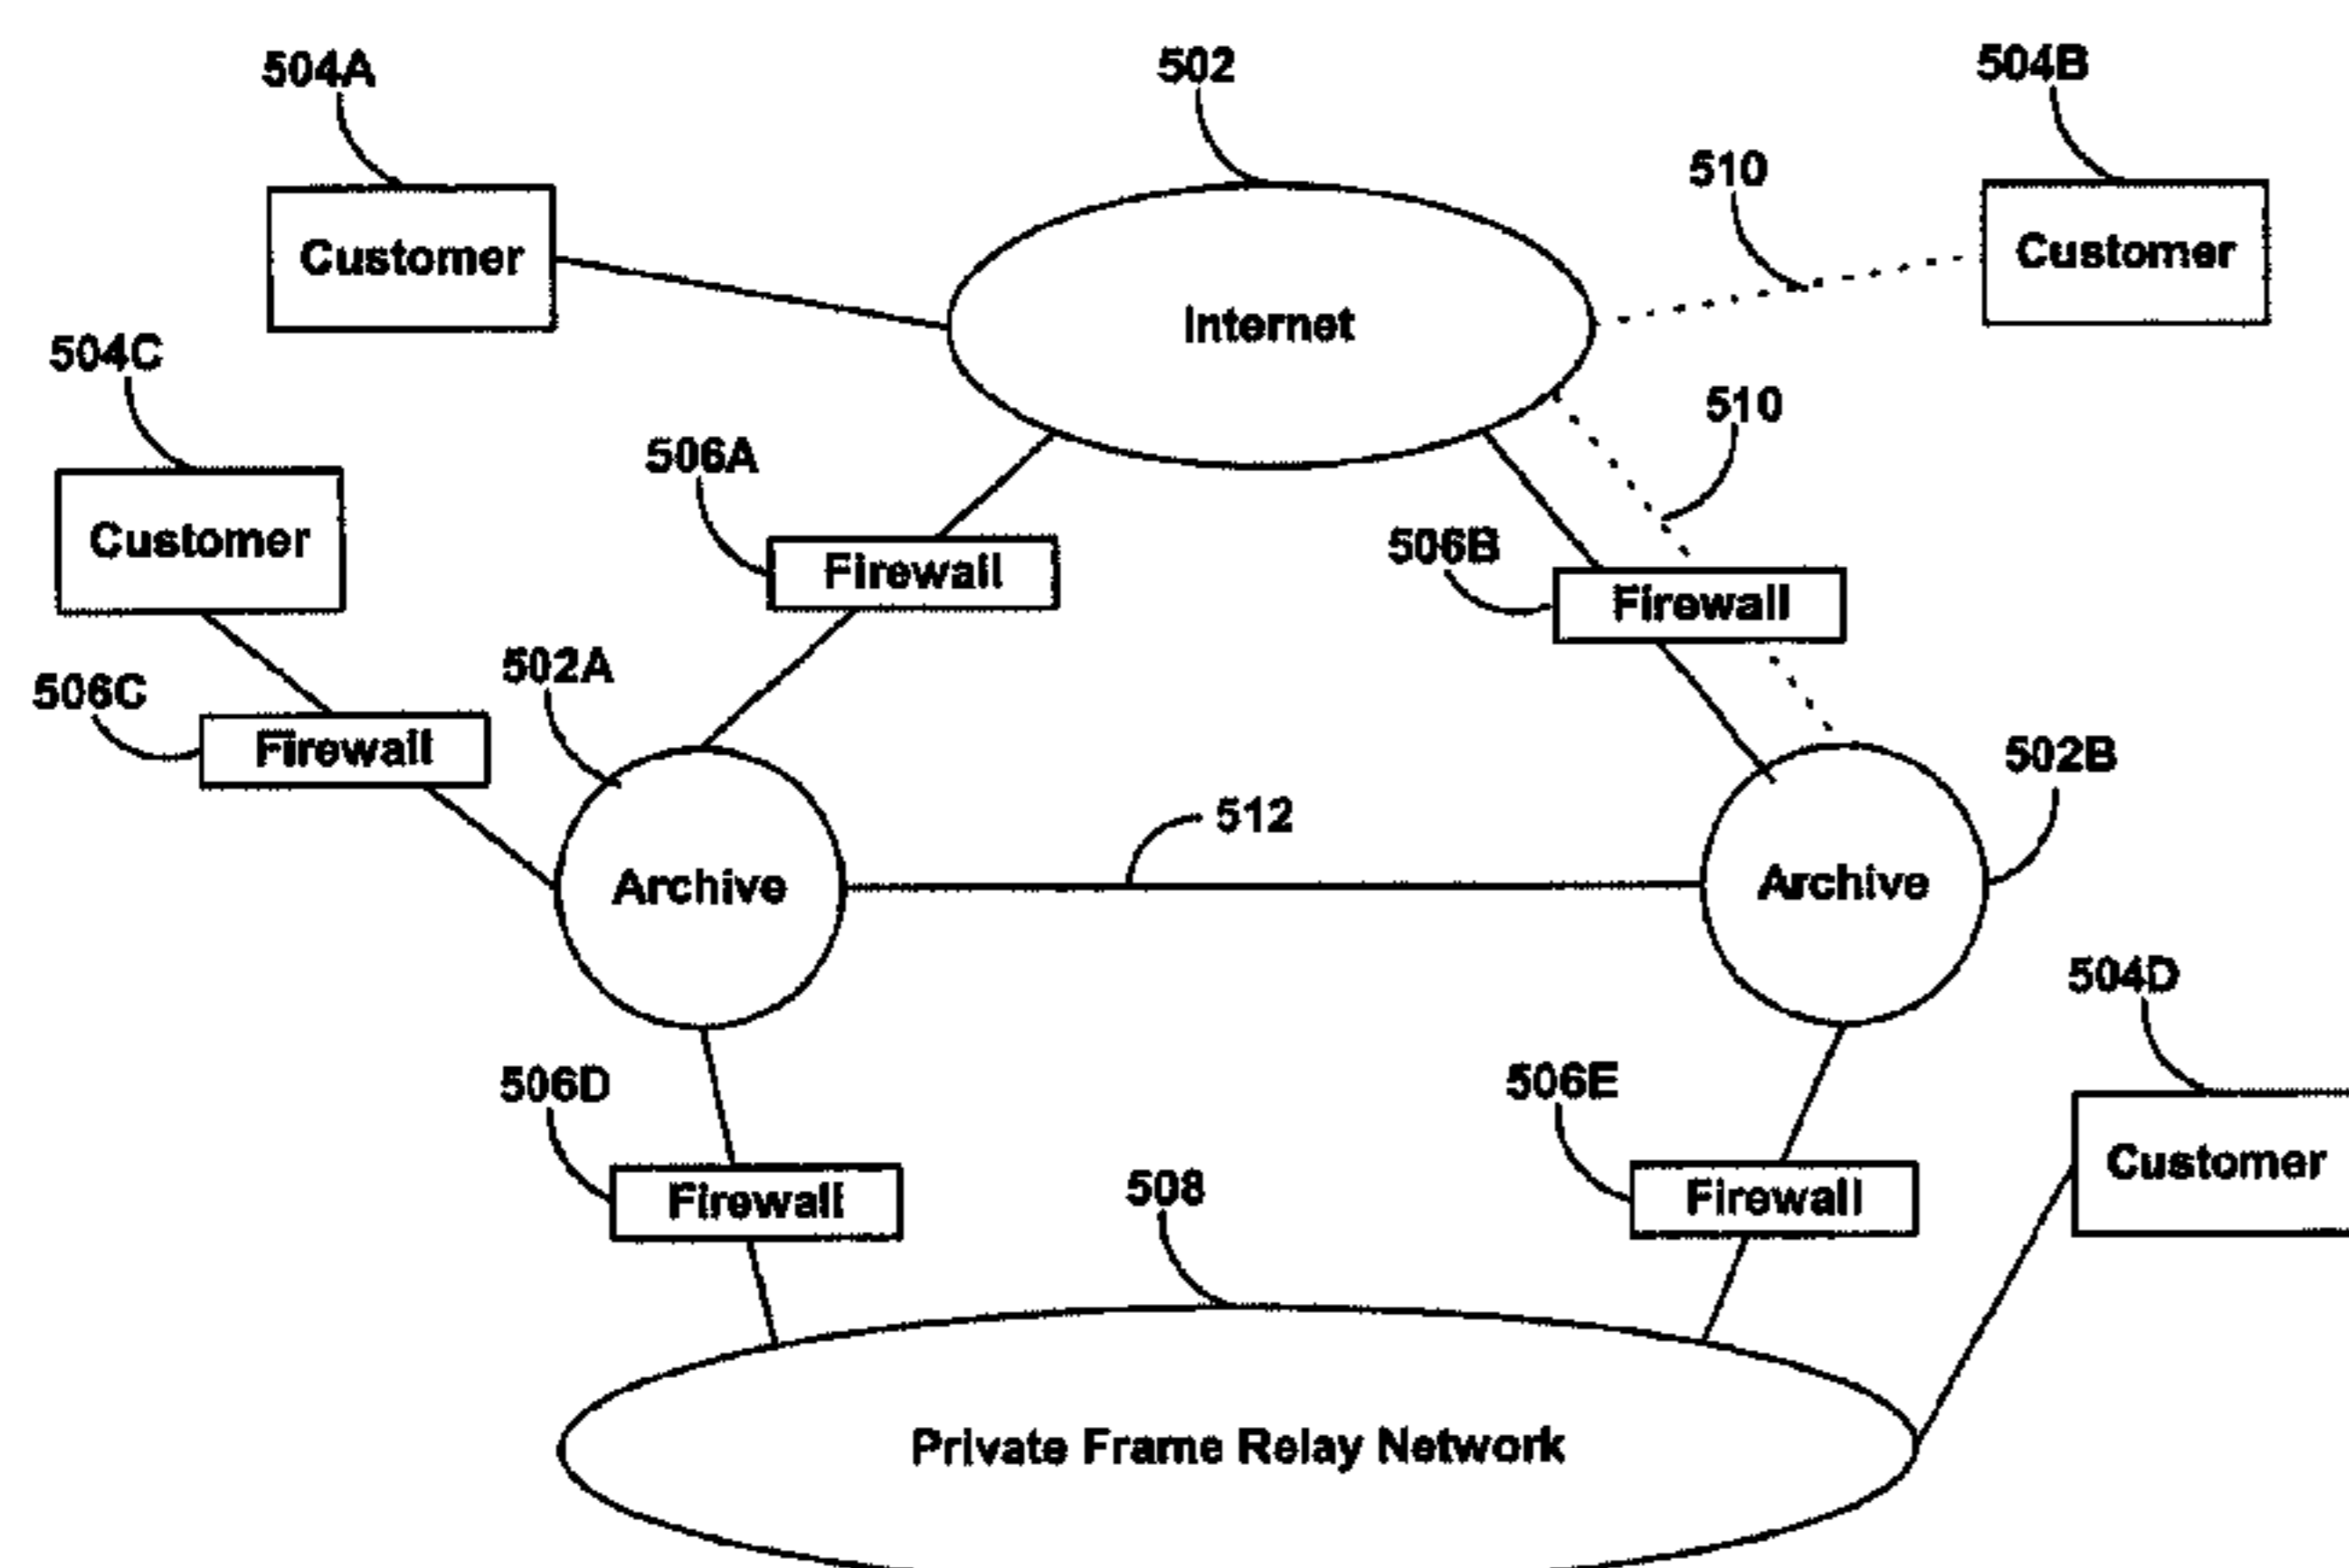 504A
502
504B
510
Customer
Customer
Internet
504C
510
506A
506B
Customer
Firewall
Firewall
502A
506C
Firewall
502B
512
Archive
Archive
504D
506D
506E
Customer
508
Firewall
Firewall
Private Frame Relay Network